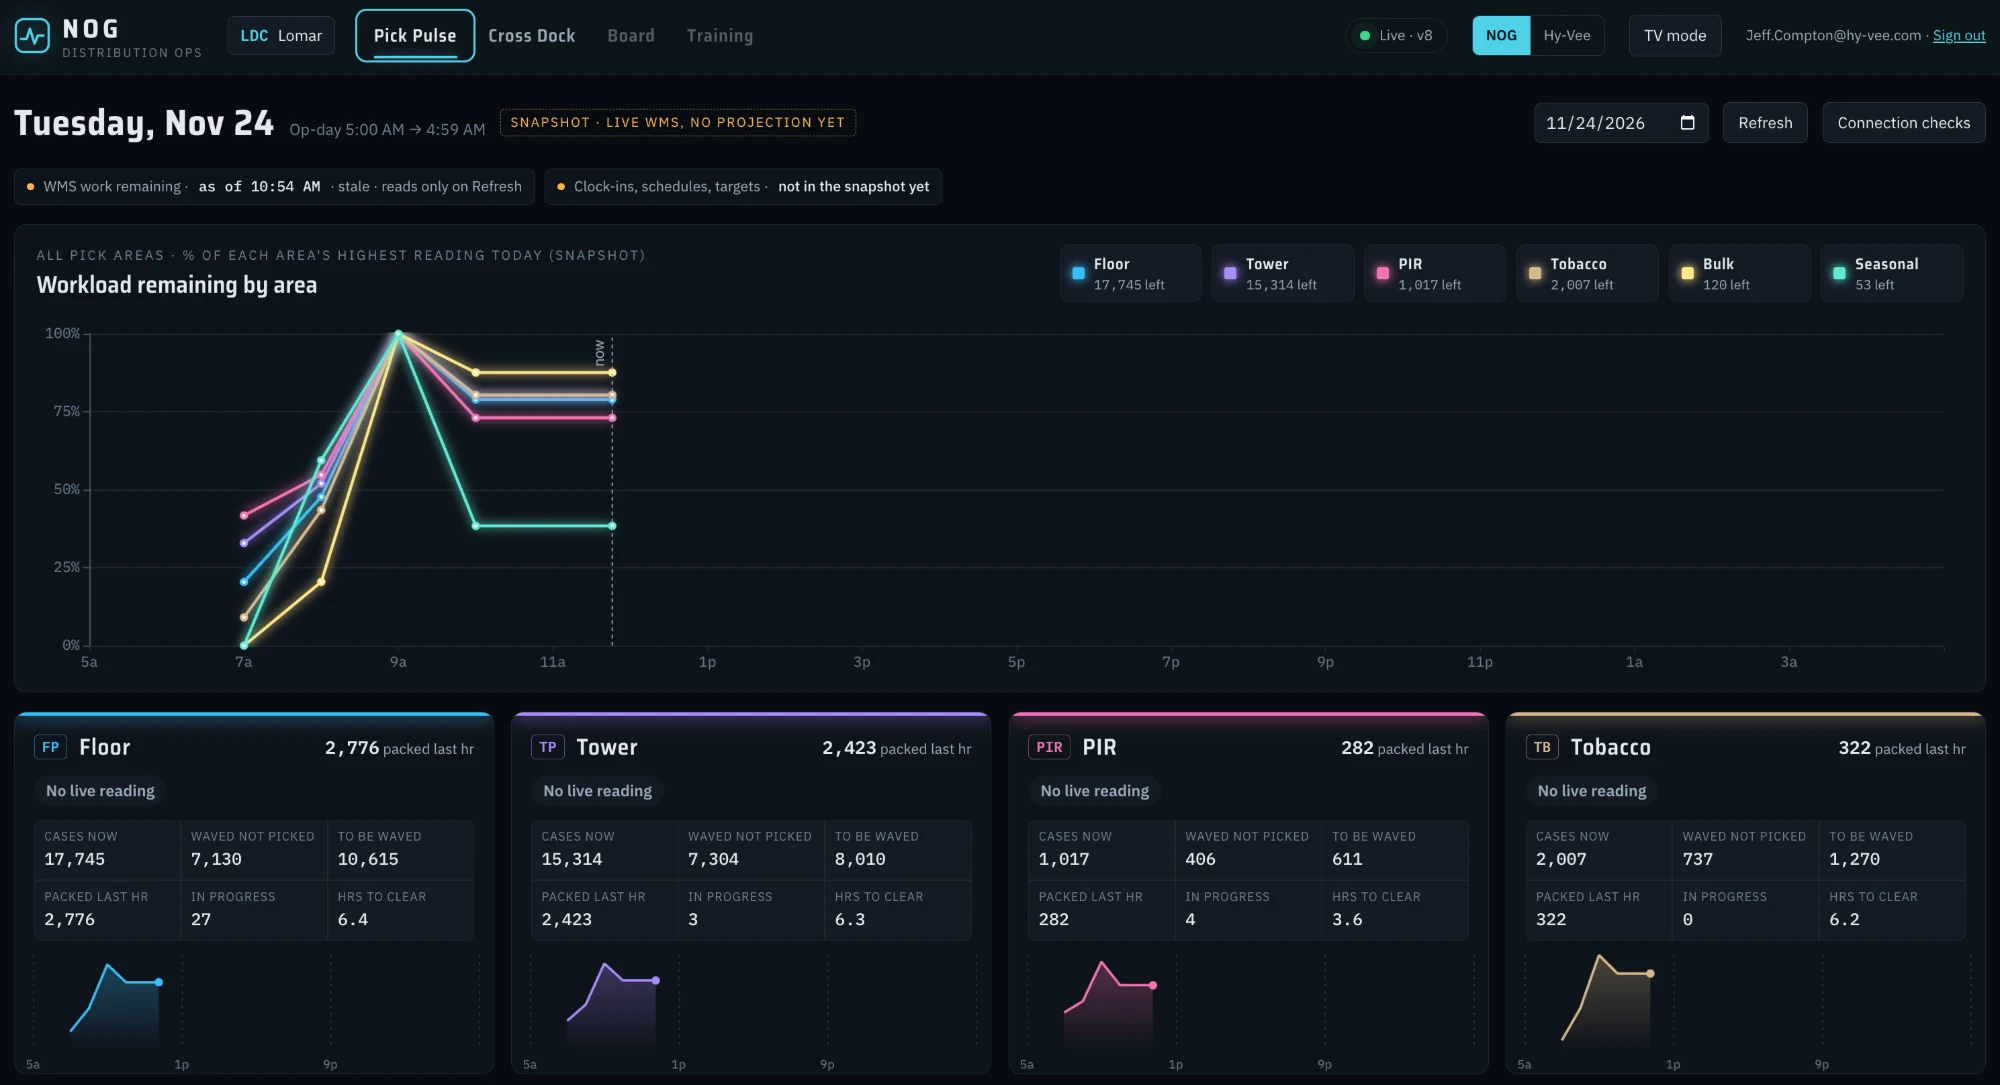 NOG
DISTRIBUTION OPS
LDC Lomar
Pick Pulse
Cross Dock
Board
Training
Live · v8
NOG
Hy-Vee
TV mode
Jeff.Compton@hy-vee.com · Sign out
Tuesday, Nov 24
Op-day 5:00 AM → 4:59 AM
SNAPSHOT · LIVE WMS, NO PROJECTION YET
11/24/2026
Refresh
Connection checks
WMS work remaining · as of 10:54 AM · stale · reads only on Refresh
Clock-ins, schedules, targets · not in the snapshot yet
ALL PICK AREAS · % OF EACH AREA'S HIGHEST READING TODAY (SNAPSHOT)
Workload remaining by area
Floor
17,745 left
Tower
15,314 left
PIR
1,017 left
Tobacco
2,007 left
Bulk
120 left
Seasonal
53 left
100%
75%
50%
25%
0%
now
5a 7a 9a 11a 1p 3p 5p 7p 9p 11p 1a 3a
FP Floor
2,776 packed last hr
No live reading
CASES NOW WAVED NOT PICKED TO BE WAVED
17,745 7,130 10,615
PACKED LAST HR IN PROGRESS HRS TO CLEAR
2,776 27 6.4
5a 1p 9p
TP Tower
2,423 packed last hr
No live reading
CASES NOW WAVED NOT PICKED TO BE WAVED
15,314 7,304 8,010
PACKED LAST HR IN PROGRESS HRS TO CLEAR
2,423 3 6.3
5a 1p 9p
PIR PIR
282 packed last hr
No live reading
CASES NOW WAVED NOT PICKED TO BE WAVED
1,017 406 611
PACKED LAST HR IN PROGRESS HRS TO CLEAR
282 4 3.6
5a 1p 9p
TB Tobacco
322 packed last hr
No live reading
CASES NOW WAVED NOT PICKED TO BE WAVED
2,007 737 1,270
PACKED LAST HR IN PROGRESS HRS TO CLEAR
322 0 6.2
5a 1p 9p